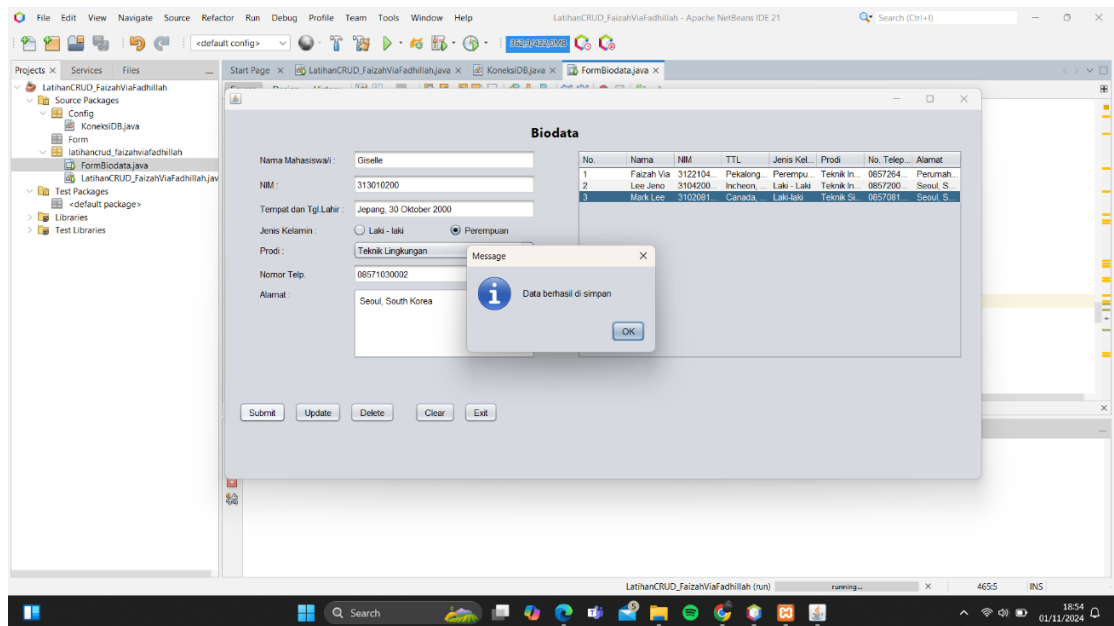 File Edit View Navigate Source Refactor Run Debug Profile Team Tools Window Help LatihanCRUD_FaizahViaFadhillah - Apache NetBeans IDE 21 Search (Ctrl+I)
<default config>
Projects Services Files
Start Page LatihanCRUD_FaizahViaFadhillah.java KoneksiDB.java FormBiodata.java
LatihanCRUD_FaizahViaFadhillah
Source Packages
Config
KoneksiDB.java
Form
latihancrud_faizahviafadhillah
FormBiodata.java
LatihanCRUD_FaizahViaFadhillah.jav
Test Packages
<default package>
Libraries
Test Libraries
Biodata
Nama Mahasiswa/i : Giselle
NIM : 313010200
Tempat dan Tgl.Lahir : Jepang, 30 Oktober 2000
Jenis Kelamin : Laki - laki Perempuan
Prodi : Teknik Lingkungan
Nomor Telp. 08571030002
Alamat : Seoul, South Korea
No. Nama NIM TTL Jenis Kel... Prodi No. Telep... Alamat
1 Faizah Via 3122104... Pekalong... Perempu... Teknik In... 0857264... Perumah...
2 Lee Jeno 3104200... Incheon, ... Laki - Laki Teknik In... 0857200... Seoul, S...
3 Mark Lee 3102081... Canada, ... Laki-laki Teknik Si... 0857081... Seoul, S...
Message
Data berhasil di simpan
OK
Submit Update Delete Clear Exit
LatihanCRUD_FaizahViaFadhillah (run) running... 465:5 INS
Search
18:54
01/11/2024